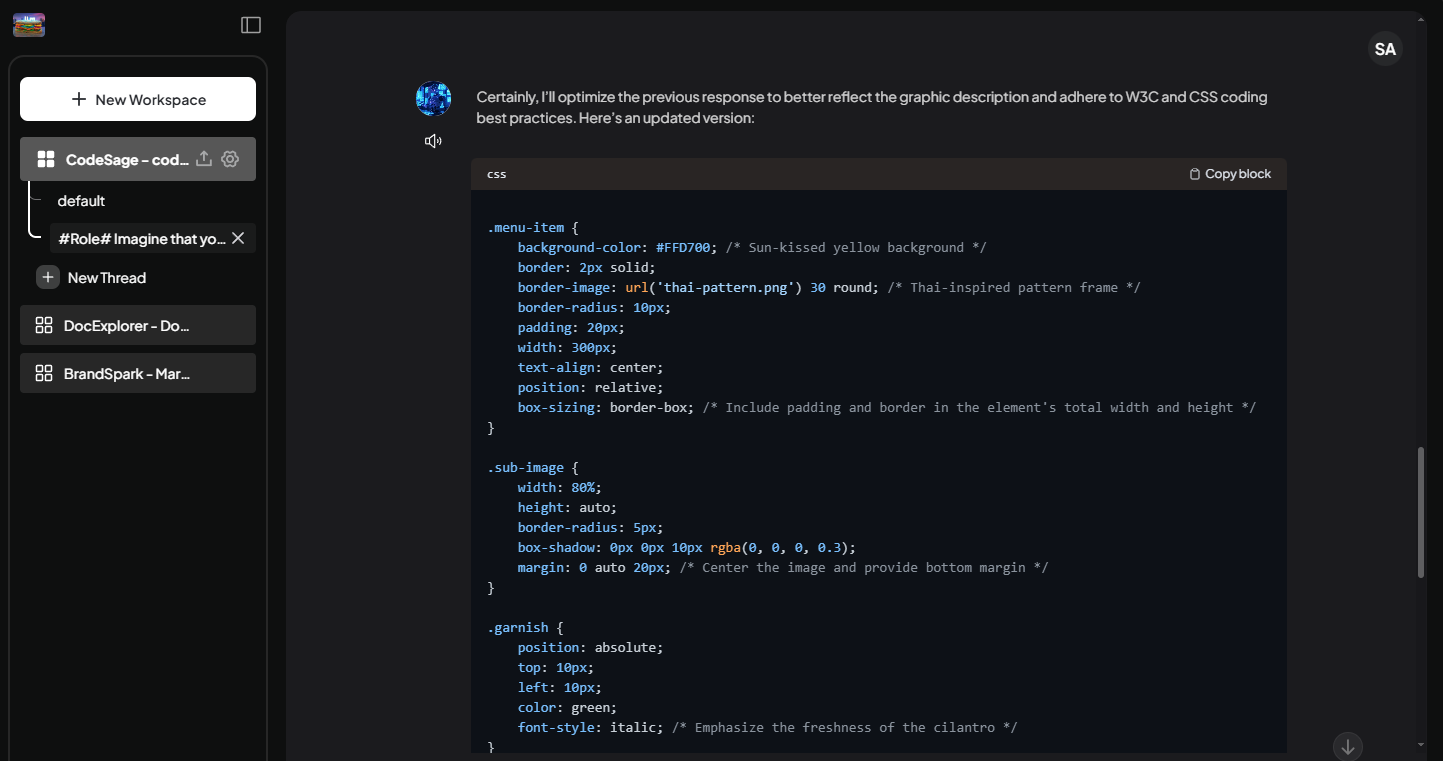 New Workspace
CodeSage – cod...
default
#Role# Imagine that yo...
New Thread
DocExplorer - Do...
BrandSpark - Mar...
SA
Certainly, I’ll optimize the previous response to better reflect the graphic description and adhere to W3C and CSS coding
best practices. Here’s an updated version:
css
Copy block
.menu-item {
    background-color: #FFD700; /* Sun-kissed yellow background */
    border: 2px solid;
    border-image: url('thai-pattern.png') 30 round; /* Thai-inspired pattern frame */
    border-radius: 10px;
    padding: 20px;
    width: 300px;
    text-align: center;
    position: relative;
    box-sizing: border-box; /* Include padding and border in the element's total width and height */
}
.sub-image {
    width: 80%;
    height: auto;
    border-radius: 5px;
    box-shadow: 0px 0px 10px rgba(0, 0, 0, 0.3);
    margin: 0 auto 20px; /* Center the image and provide bottom margin */
}
.garnish {
    position: absolute;
    top: 10px;
    left: 10px;
    color: green;
    font-style: italic; /* Emphasize the freshness of the cilantro */
}